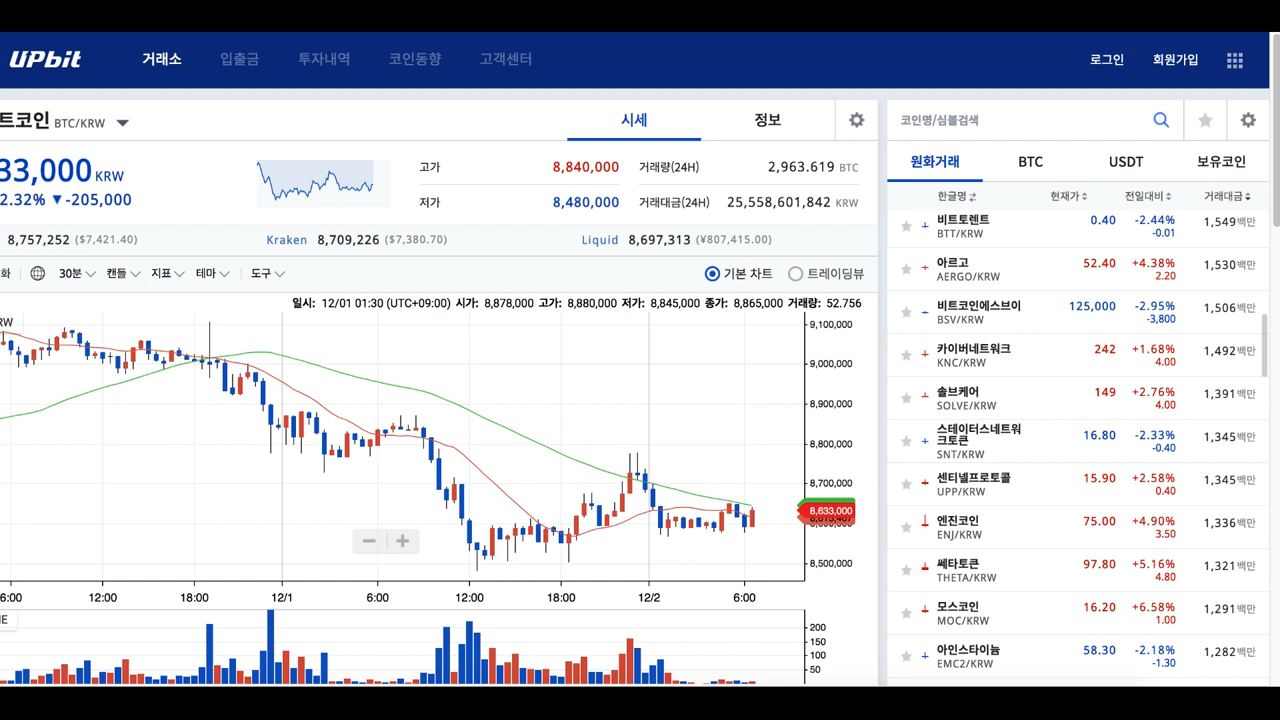 UPbit 거래소 입출금 투자내역 코인동향 고객센터 로그인 회원가입
트코인 BTC/KRW 시세 정보
33,000 KRW
2.32% ▼ -205,000
고가 8,840,000 거래량(24H) 2,963.619 BTC
저가 8,480,000 거래대금(24H) 25,558,601,842 KRW
8,757,252 ($7,421.40) Kraken 8,709,226 ($7,380.70) Liquid 8,697,313 (¥807,415.00)
화 30분 캔들 지표 테마 도구 기본 차트 트레이딩뷰
일시: 12/01 01:30 (UTC+09:00) 시가: 8,878,000 고가: 8,880,000 저가: 8,845,000 종가: 8,865,000 거래량: 52.756
RW
9,100,000
9,000,000
8,900,000
8,800,000
8,700,000
8,633,000
8,500,000
6:00 12:00 18:00 12/1 6:00 12:00 18:00 12/2 6:00
ME
200
150
100
50
코인명/심볼검색
원화거래 BTC USDT 보유코인
한글명 현재가 전일대비 거래대금
비트토렌트 0.40 -2.44% 1,549백만
BTT/KRW -0.01
아르고 52.40 +4.38% 1,530백만
AERGO/KRW 2.20
비트코인에스브이 125,000 -2.95% 1,506백만
BSV/KRW -3,800
카이버네트워크 242 +1.68% 1,492백만
KNC/KRW 4.00
솔브케어 149 +2.76% 1,391백만
SOLVE/KRW 4.00
스테이터스네트워
크토큰 16.80 -2.33% 1,345백만
SNT/KRW -0.40
센티넬프로토콜 15.90 +2.58% 1,345백만
UPP/KRW 0.40
엔진코인 75.00 +4.90% 1,336백만
ENJ/KRW 3.50
쎄타토큰 97.80 +5.16% 1,321백만
THETA/KRW 4.80
모스코인 16.20 +6.58% 1,291백만
MOC/KRW 1.00
아인스타이늄 58.30 -2.18% 1,282백만
EMC2/KRW -1.30